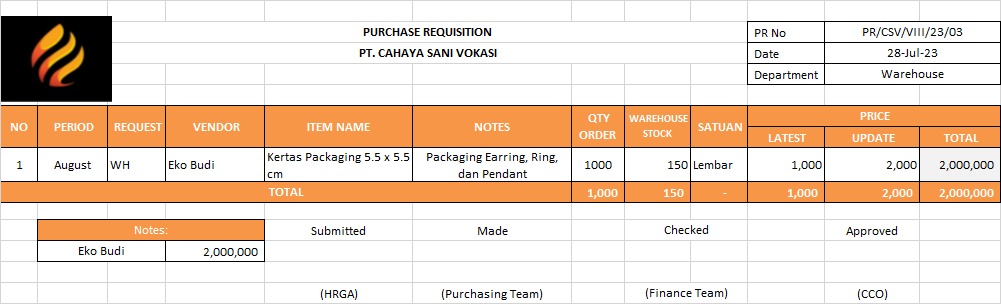 PURCHASE REQUISITION
PT. CAHAYA SANI VOKASI
PR No PR/CSV/VIII/23/03
Date 28-Jul-23
Department Warehouse
NO PERIOD REQUEST VENDOR ITEM NAME NOTES QTY ORDER WAREHOUSE STOCK SATUAN PRICE
LATEST UPDATE TOTAL
1 August WH Eko Budi Kertas Packaging 5.5 x 5.5 cm Packaging Earring, Ring, dan Pendant 1000 150 Lembar 1,000 2,000 2,000,000
TOTAL 1,000 150 - 1,000 2,000 2,000,000
Notes: Submitted Made Checked Approved
Eko Budi 2,000,000
(HRGA) (Purchasing Team) (Finance Team) (CCO)